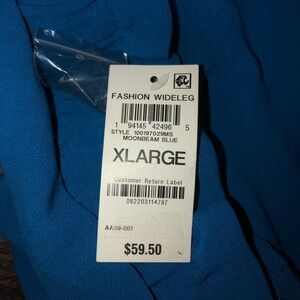 FASHION WIDELEG
1 94145 42496 5
STYLE 100197029MS
MOONBEAM BLUE
XLARGE
Customer Return Label
082203114787
AA09-001
$59.50